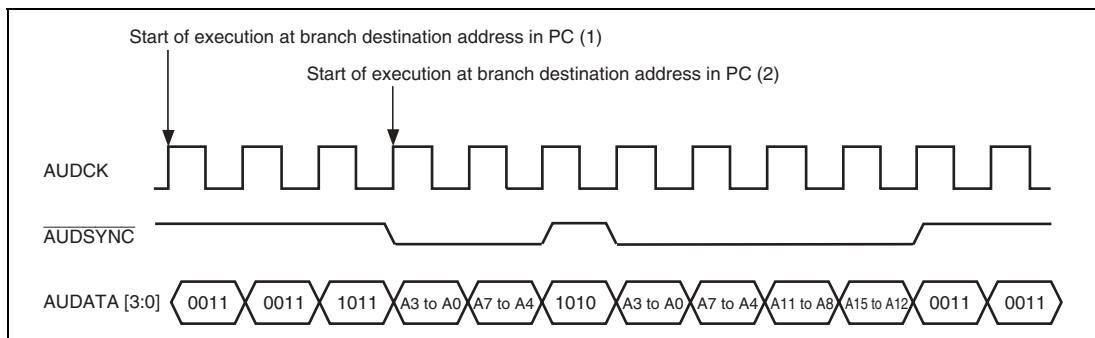 Start of execution at branch destination address in PC (1)
Start of execution at branch destination address in PC (2)
AUDCK
AUDSYNC
AUDATA [3:0] 0011 0011 1011 A3 to A0 A7 to A4 1010 A3 to A0 A7 to A4 A11 to A8 A15 to A12 0011 0011